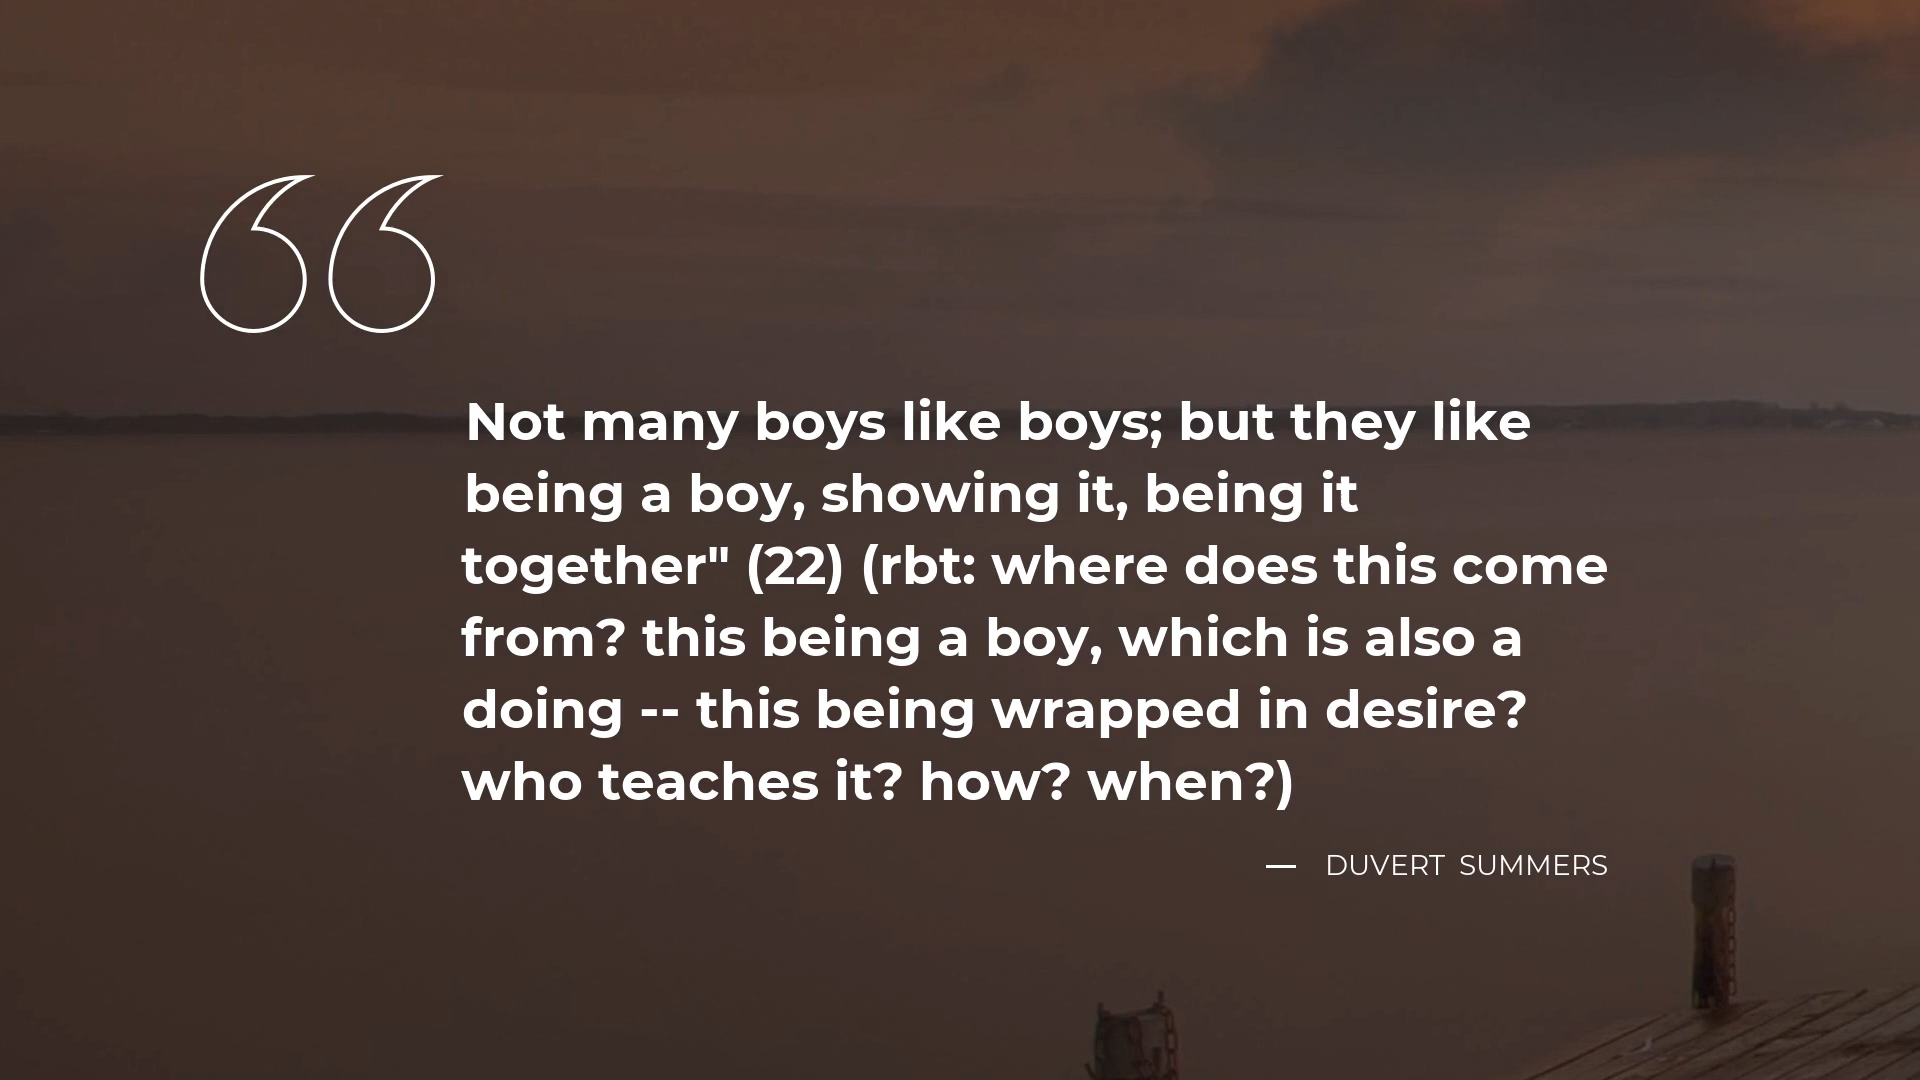 Not many boys like boys; but they like
being a boy, showing it, being it
together" (22) (rbt: where does this come
from? this being a boy, which is also a
doing -- this being wrapped in desire?
who teaches it? how? when?)
— DUVERT SUMMERS